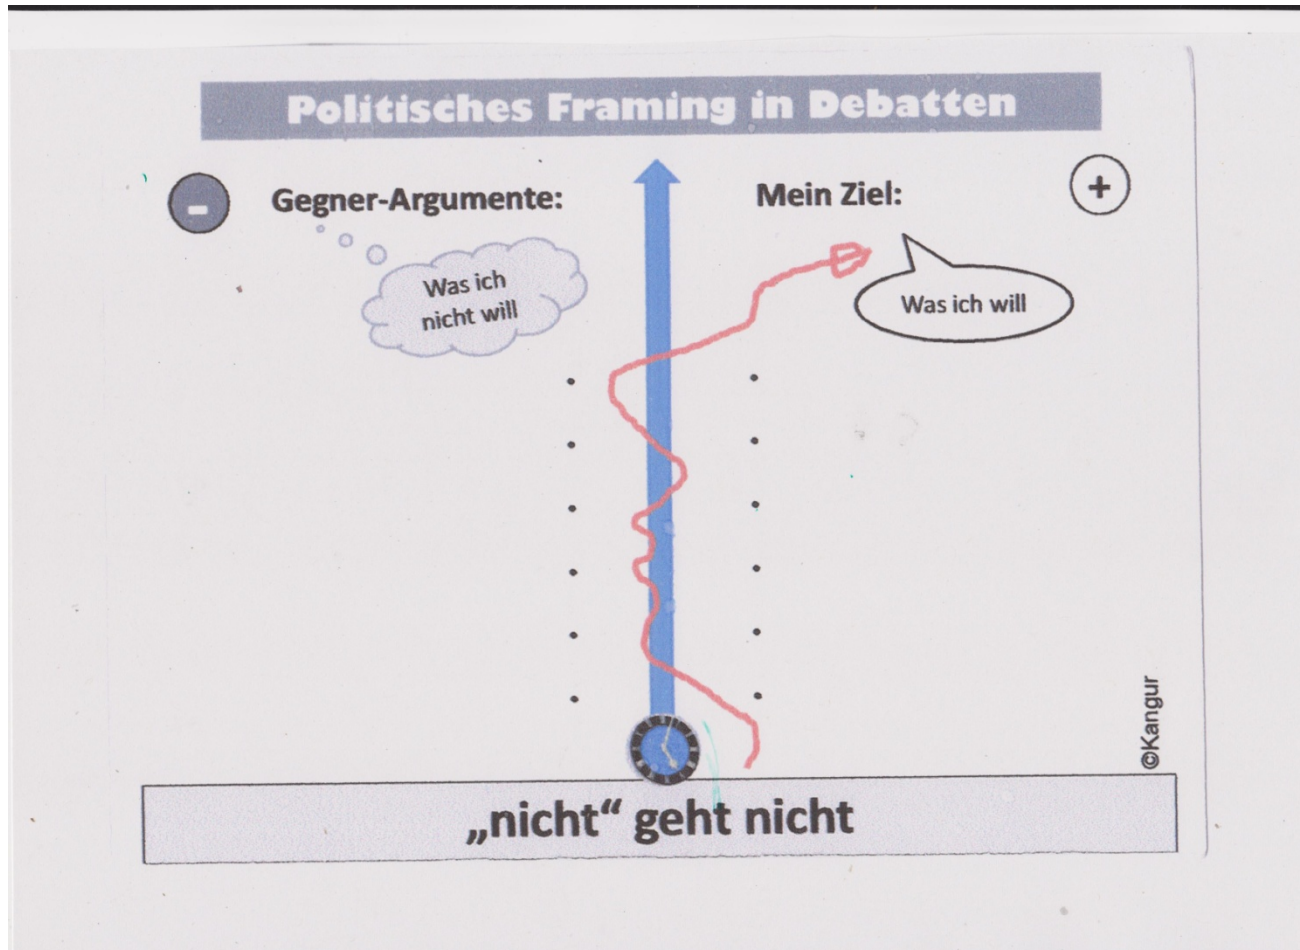 Politisches Framing in Debatten
-
Gegner-Argumente:
Mein Ziel:
+
Was ich
nicht will
Was ich will
©Kangur
„nicht“ geht nicht